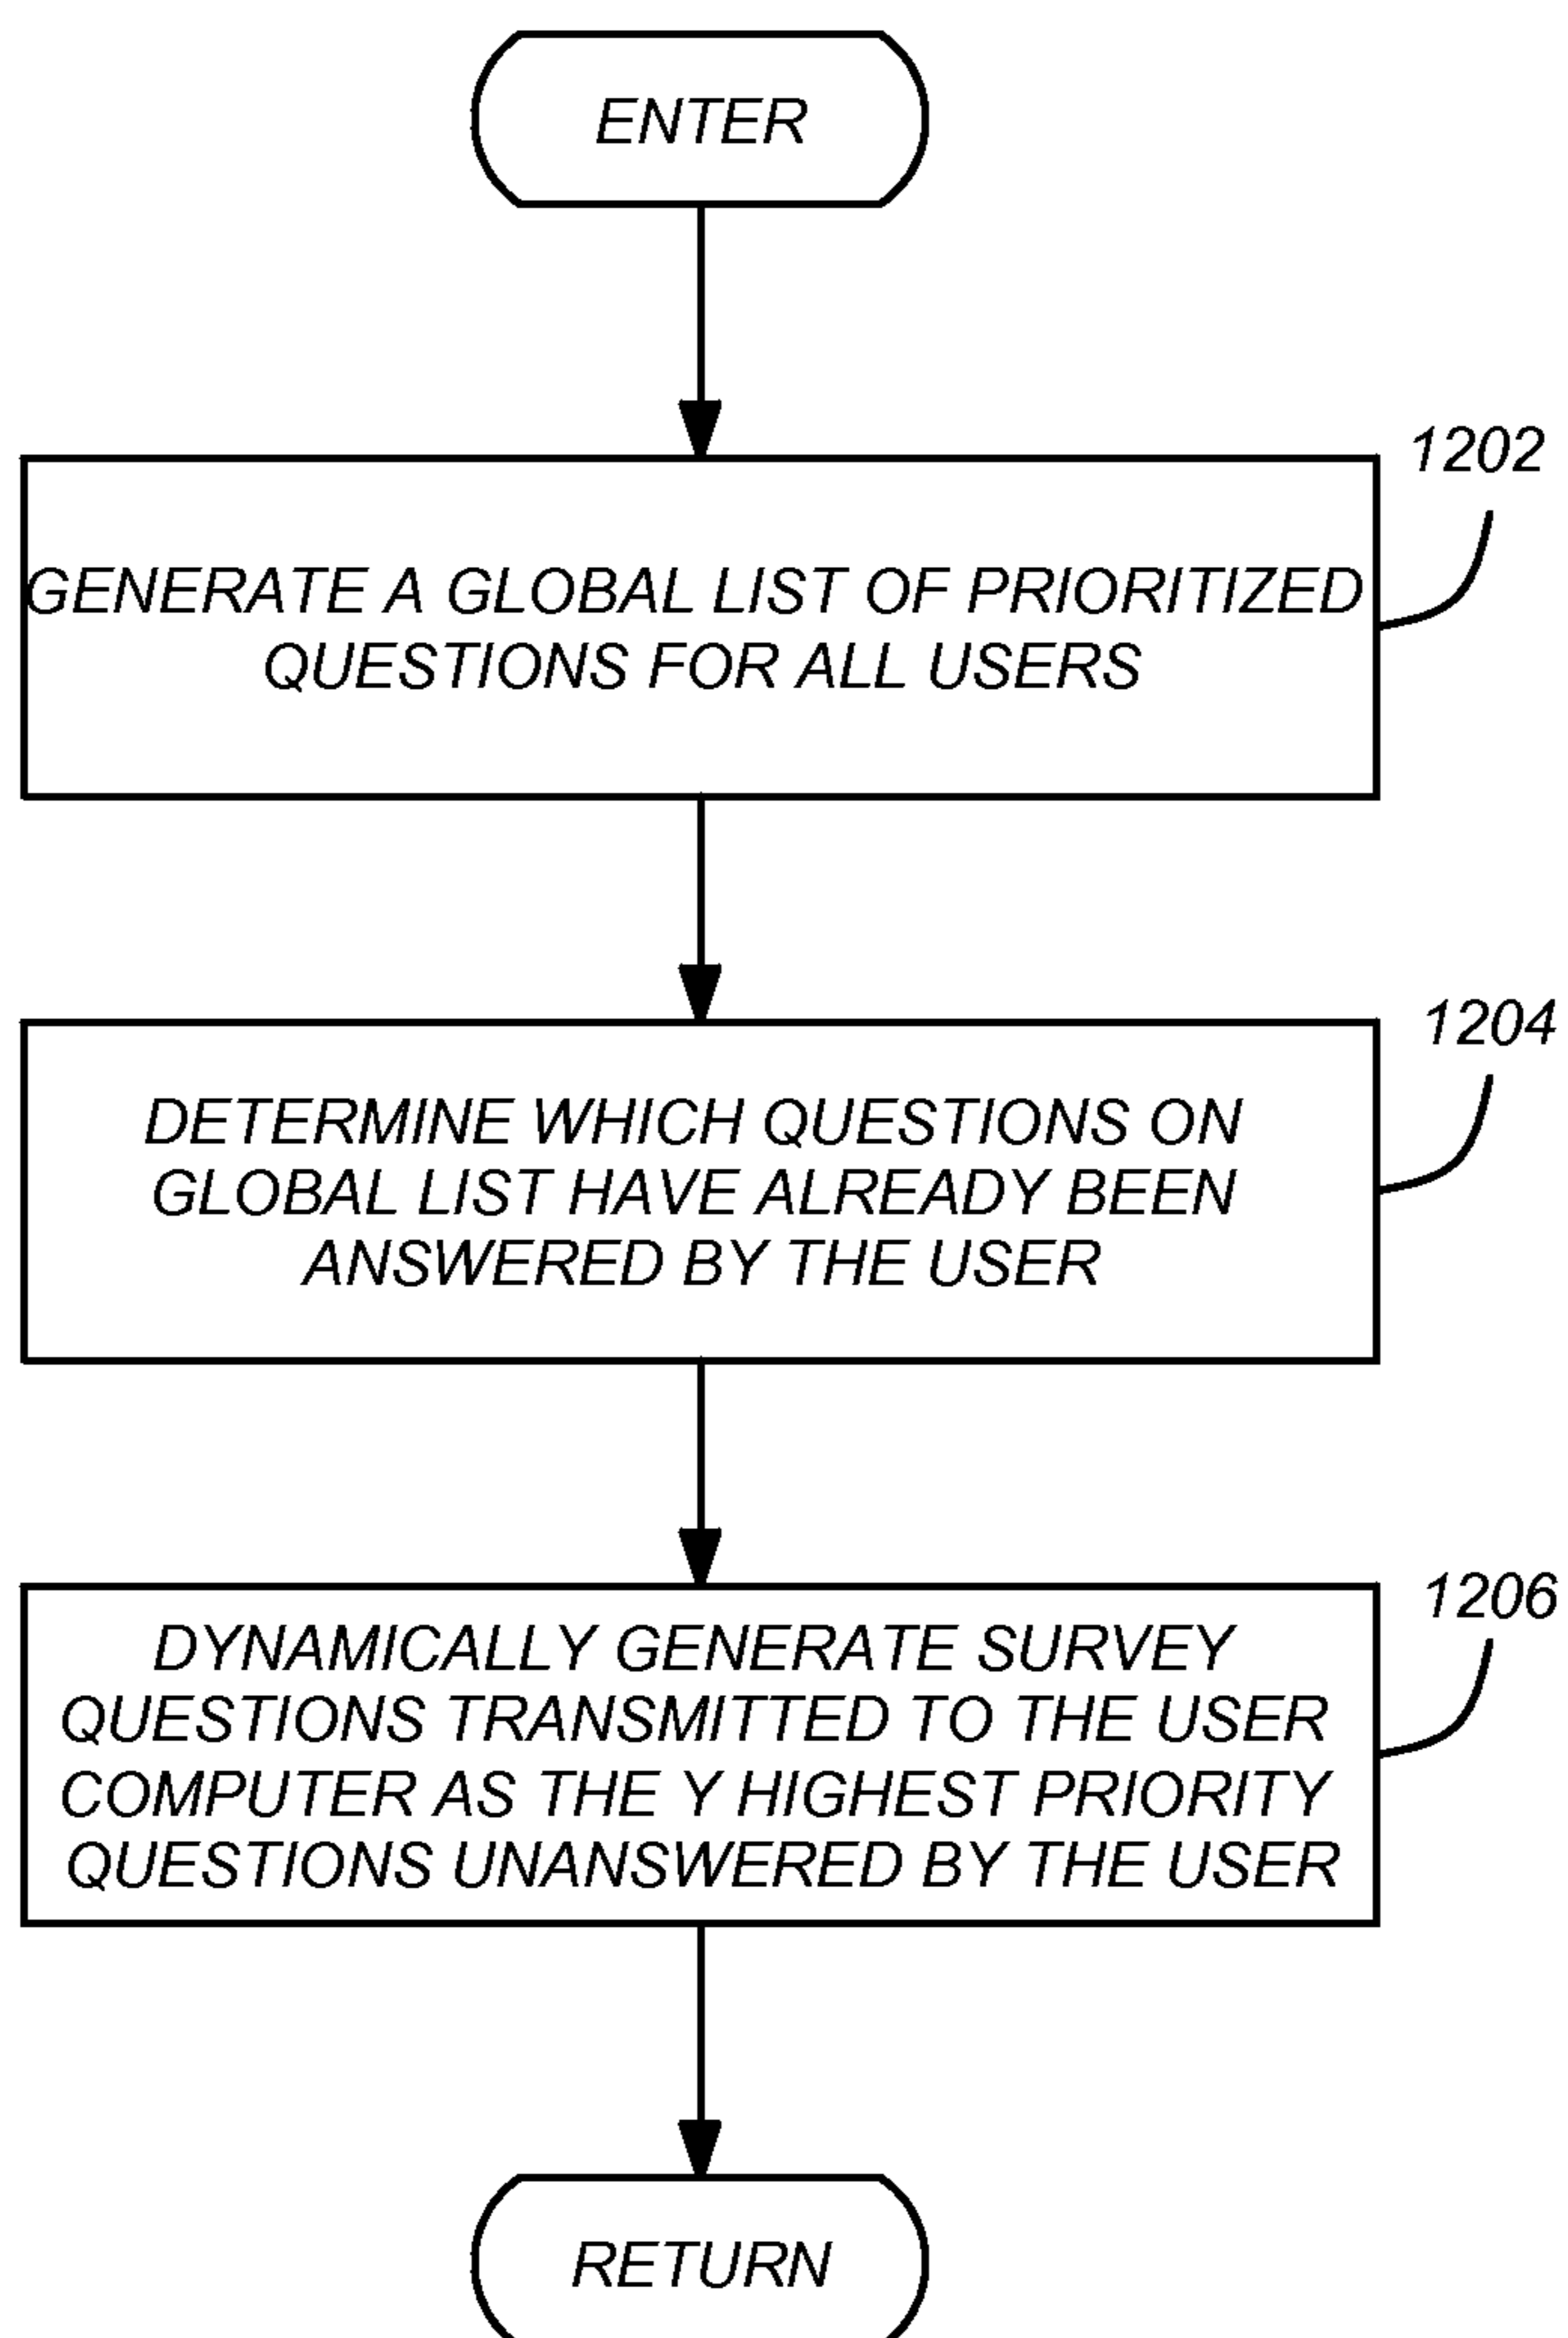 ENTER
1202
GENERATE A GLOBAL LIST OF PRIORITIZED
QUESTIONS FOR ALL USERS
1204
DETERMINE WHICH QUESTIONS ON
GLOBAL LIST HAVE ALREADY BEEN
ANSWERED BY THE USER
1206
DYNAMICALLY GENERATE SURVEY
QUESTIONS TRANSMITTED TO THE USER
COMPUTER AS THE Y HIGHEST PRIORITY
QUESTIONS UNANSWERED BY THE USER
RETURN